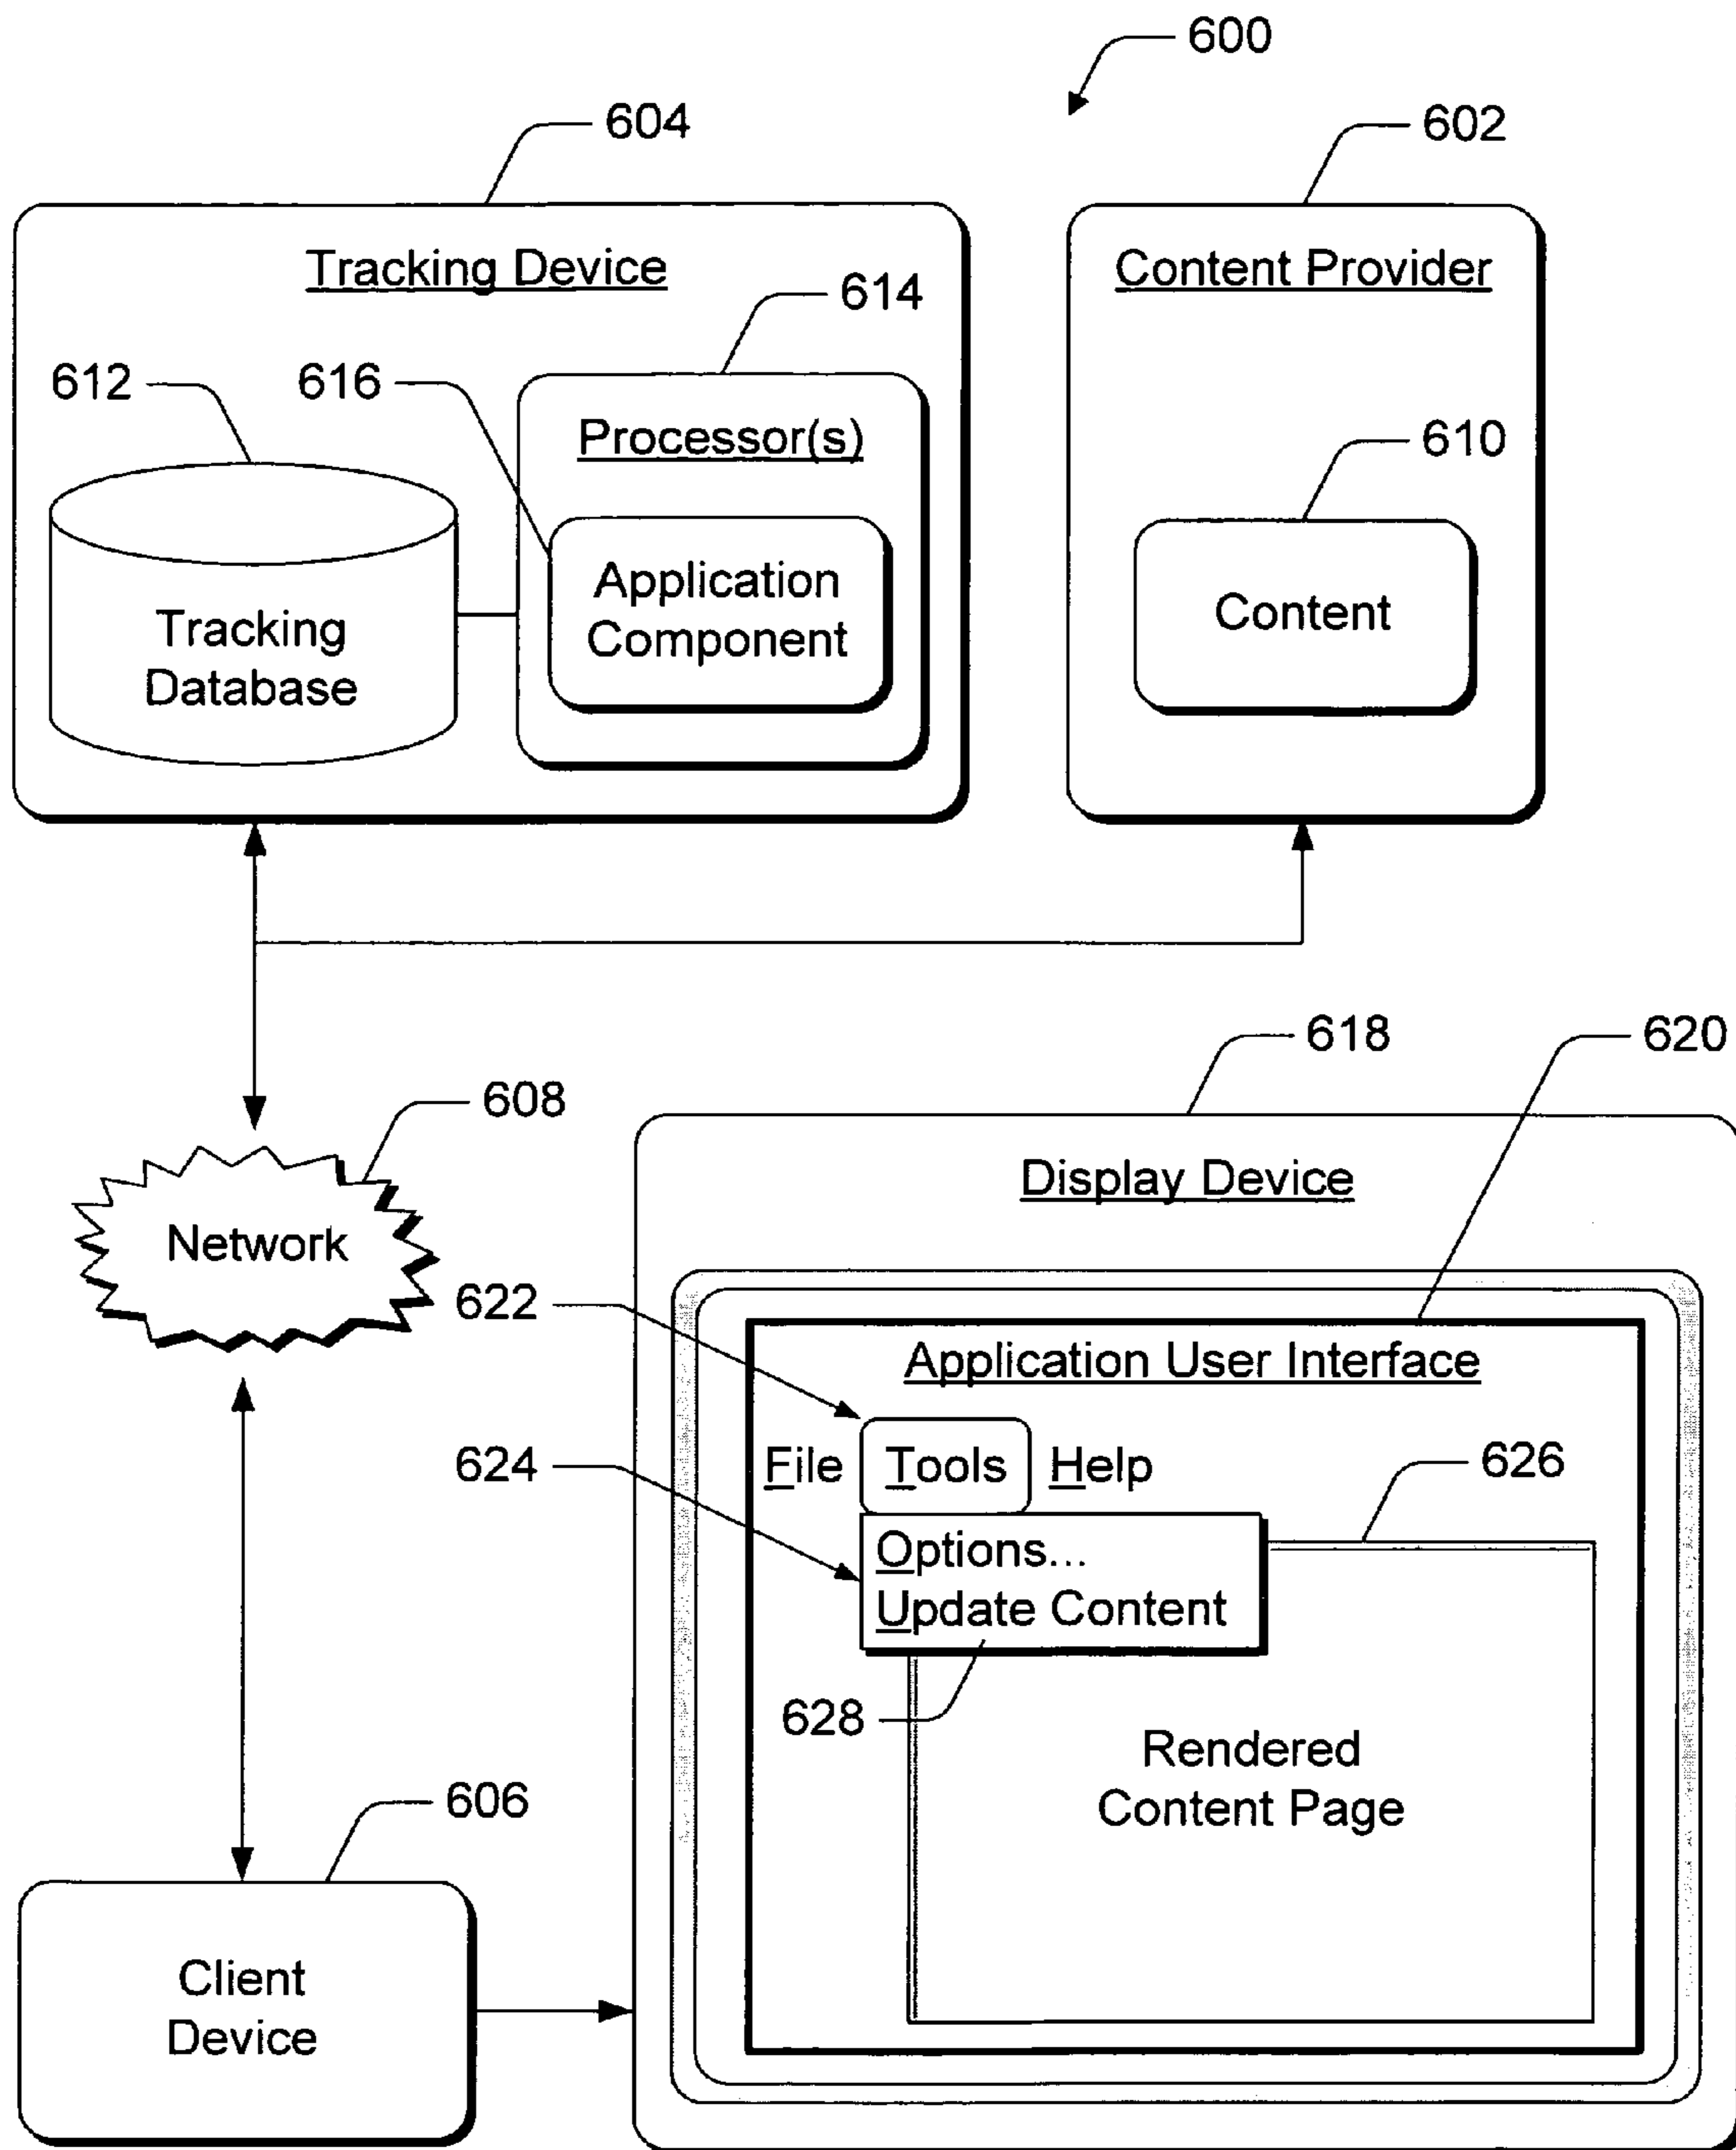 600
604
602
Tracking Device
Content Provider
614
612
616
Processor(s)
610
Application
Component
Content
Tracking
Database
618
620
608
Display Device
Network
622
Application User Interface
624
File Tools Help
626
Options...
Update Content
628
Rendered
Content Page
606
Client
Device